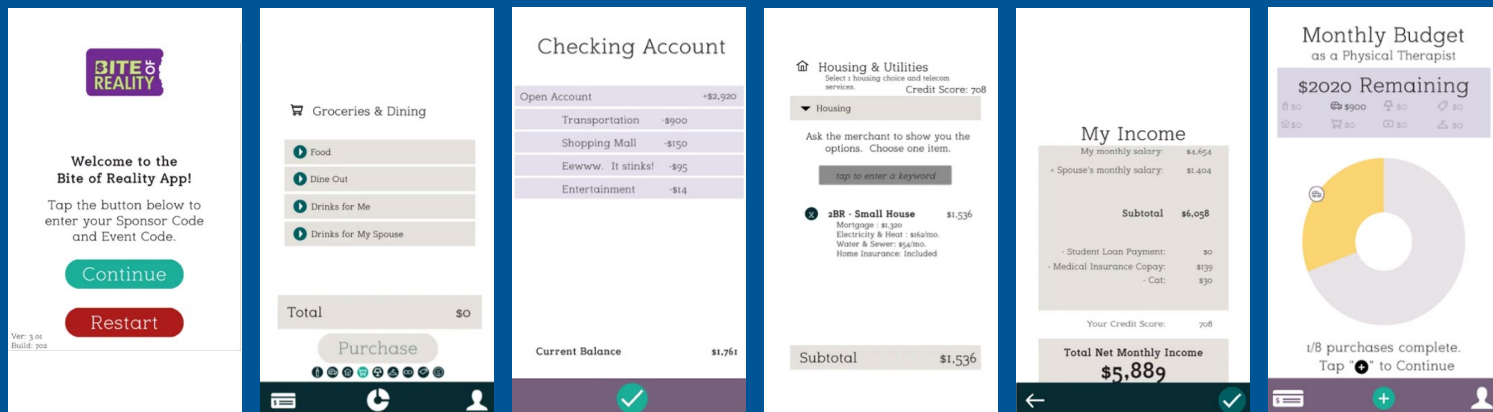 BITE OF
REALITY
Welcome to the
Bite of Reality App!
Tap the button below to
enter your Sponsor Code
and Event Code.
Continue
Restart
Ver: 3.01
Build: 702
Groceries & Dining
Food
Dine Out
Drinks for Me
Drinks for My Spouse
Total $0
Purchase
Checking Account
Open Account +$2,920
Transportation -$900
Shopping Mall -$150
Eewww. It stinks! -$95
Entertainment -$14
Current Balance $1,761
Housing & Utilities
Select 1 housing choice and telecom
services.
Credit Score: 708
Housing
Ask the merchant to show you the
options. Choose one item.
tap to enter a keyword
x 2BR - Small House $1,536
Mortgage : $1,320
Electricity & Heat : $162/mo.
Water & Sewer: $54/mo.
Home Insurance: Included
Subtotal $1,536
My Income
My monthly salary: $4,654
+ Spouse's monthly salary: $1,404
Subtotal $6,058
- Student Loan Payment: $0
- Medical Insurance Copay: $139
- Cat: $30
Your Credit Score: 708
Total Net Monthly Income
$5,889
Monthly Budget
as a Physical Therapist
$2020 Remaining
$0 $900 $0 $0
$0 $0 $0 $0
1/8 purchases complete.
Tap "+" to Continue